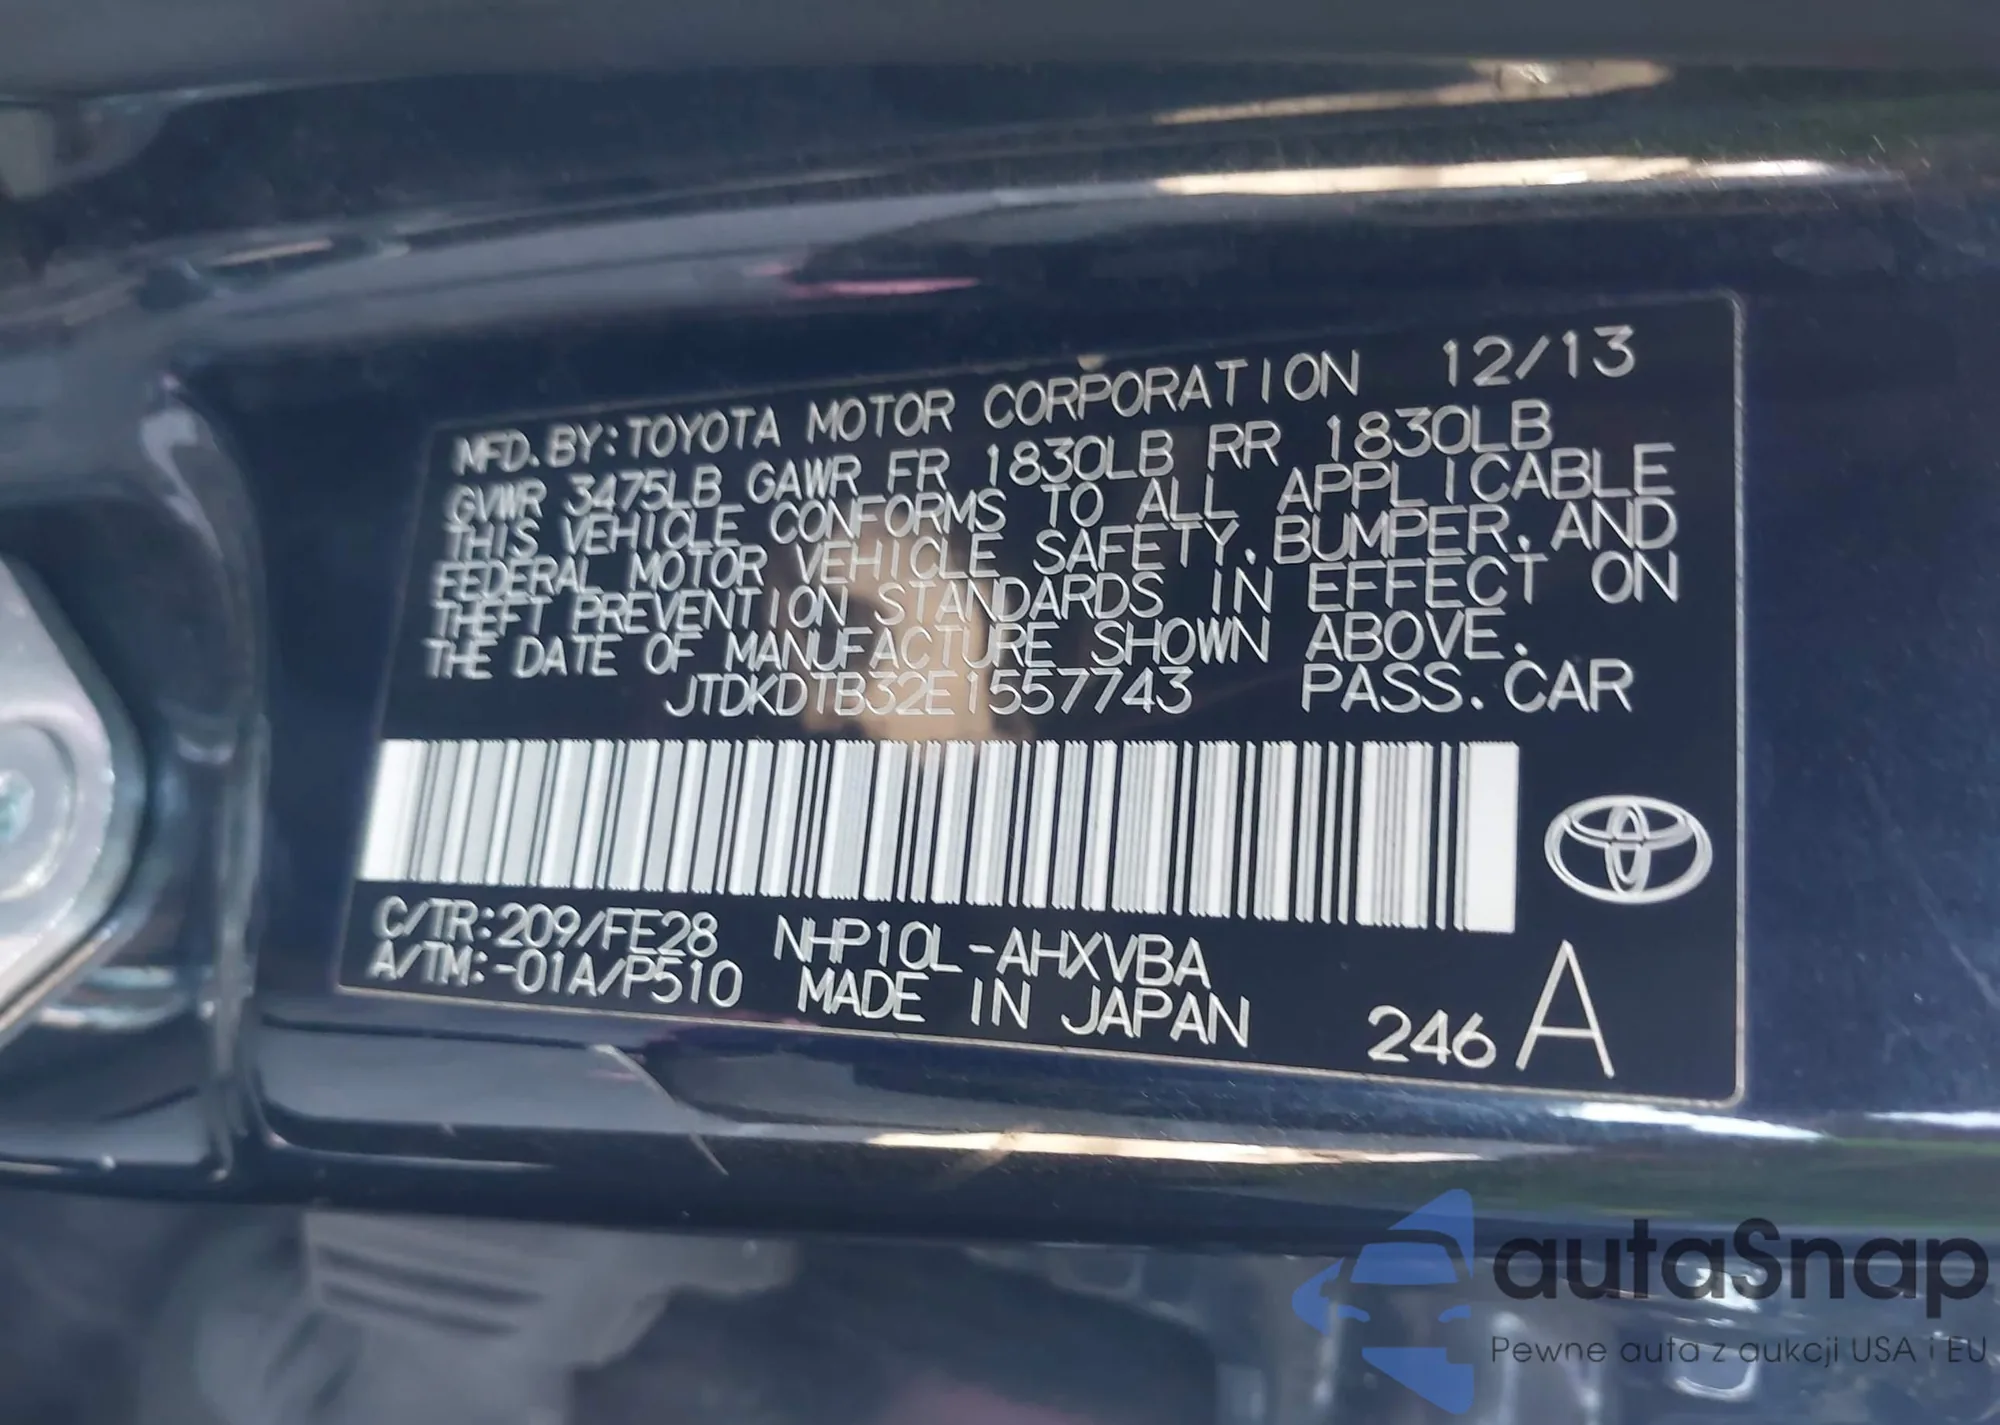 MFD. BY: TOYOTA MOTOR CORPORATION 12/13
GVWR 3475LB GAWR FR 1830LB RR 1830LB
THIS VEHICLE CONFORMS TO ALL APPLICABLE
FEDERAL MOTOR VEHICLE SAFETY, BUMPER, AND
THEFT PREVENTION STANDARDS IN EFFECT ON
THE DATE OF MANUFACTURE SHOWN ABOVE.
JTDKDTB32E1557743 PASS. CAR
C/TR: 209/FE28 NHP10L-AHXVBA
A/TM: -01A/P510 MADE IN JAPAN 246 A
autaSnap
Pewne auta z aukcji USA i EU